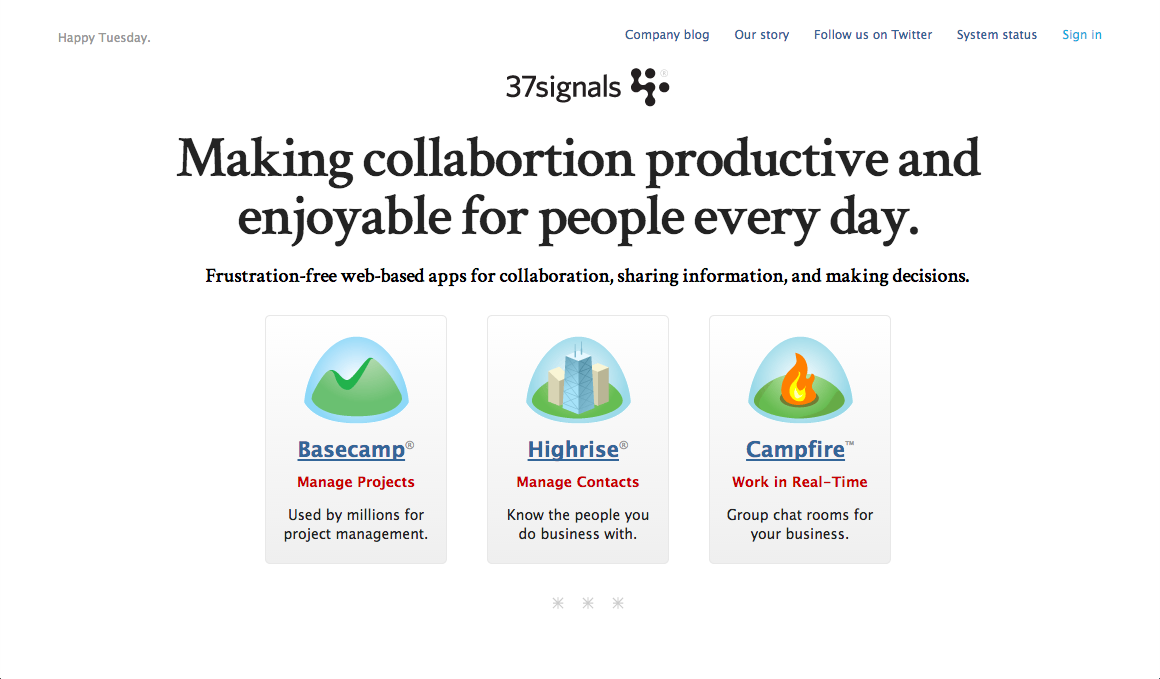 Happy Tuesday.
Company blog
Our story
Follow us on Twitter
System status
Sign in
37signals ®
Making collabortion productive and
enjoyable for people every day.
Frustration-free web-based apps for collaboration, sharing information, and making decisions.
Basecamp®
Manage Projects
Used by millions for
project management.
Highrise®
Manage Contacts
Know the people you
do business with.
Campfire™
Work in Real-Time
Group chat rooms for
your business.